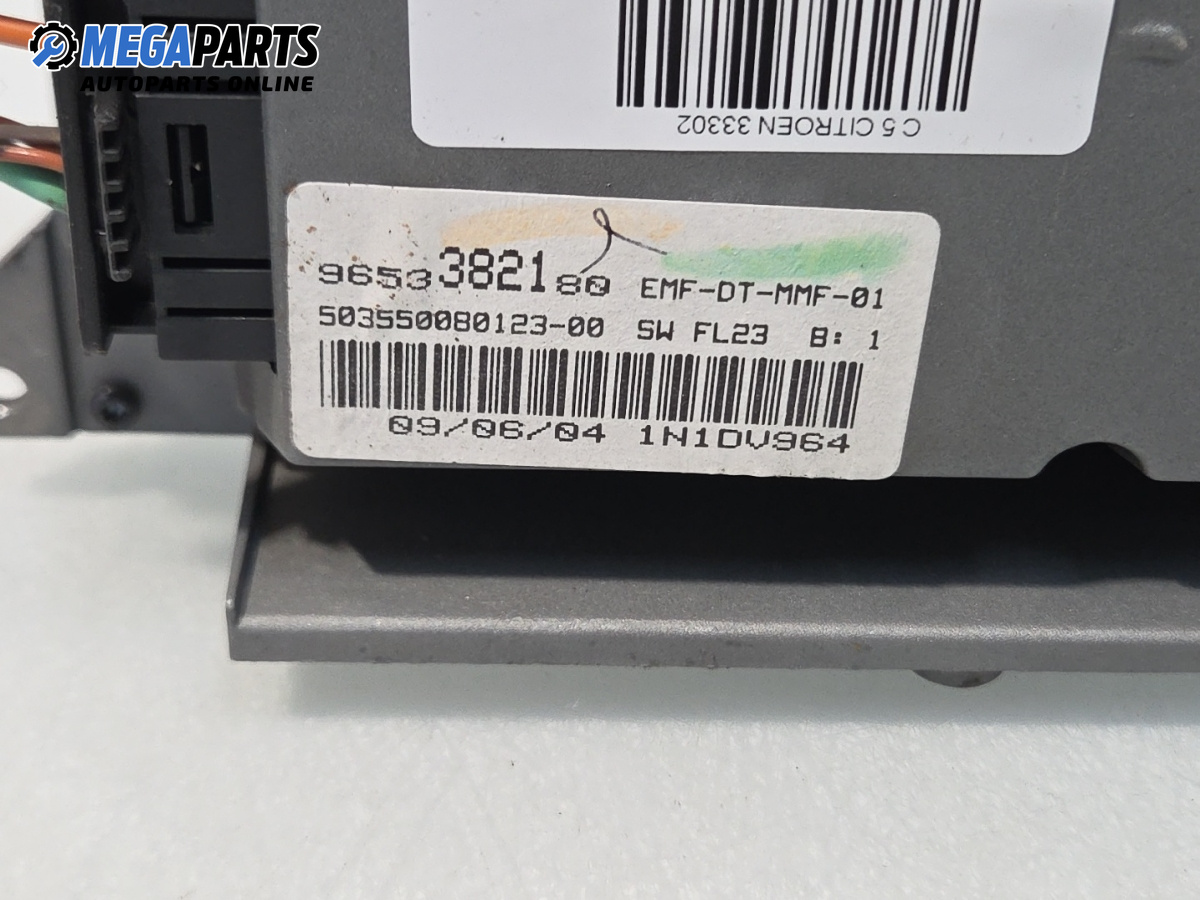 MEGAPARTS
AUTOPARTS ONLINE
C 5 CITROEN 33302
9653382180 EMF-DT-MMF-01
503550080123-00 SW FL23 B: 1
09/06/04 1N1DV964